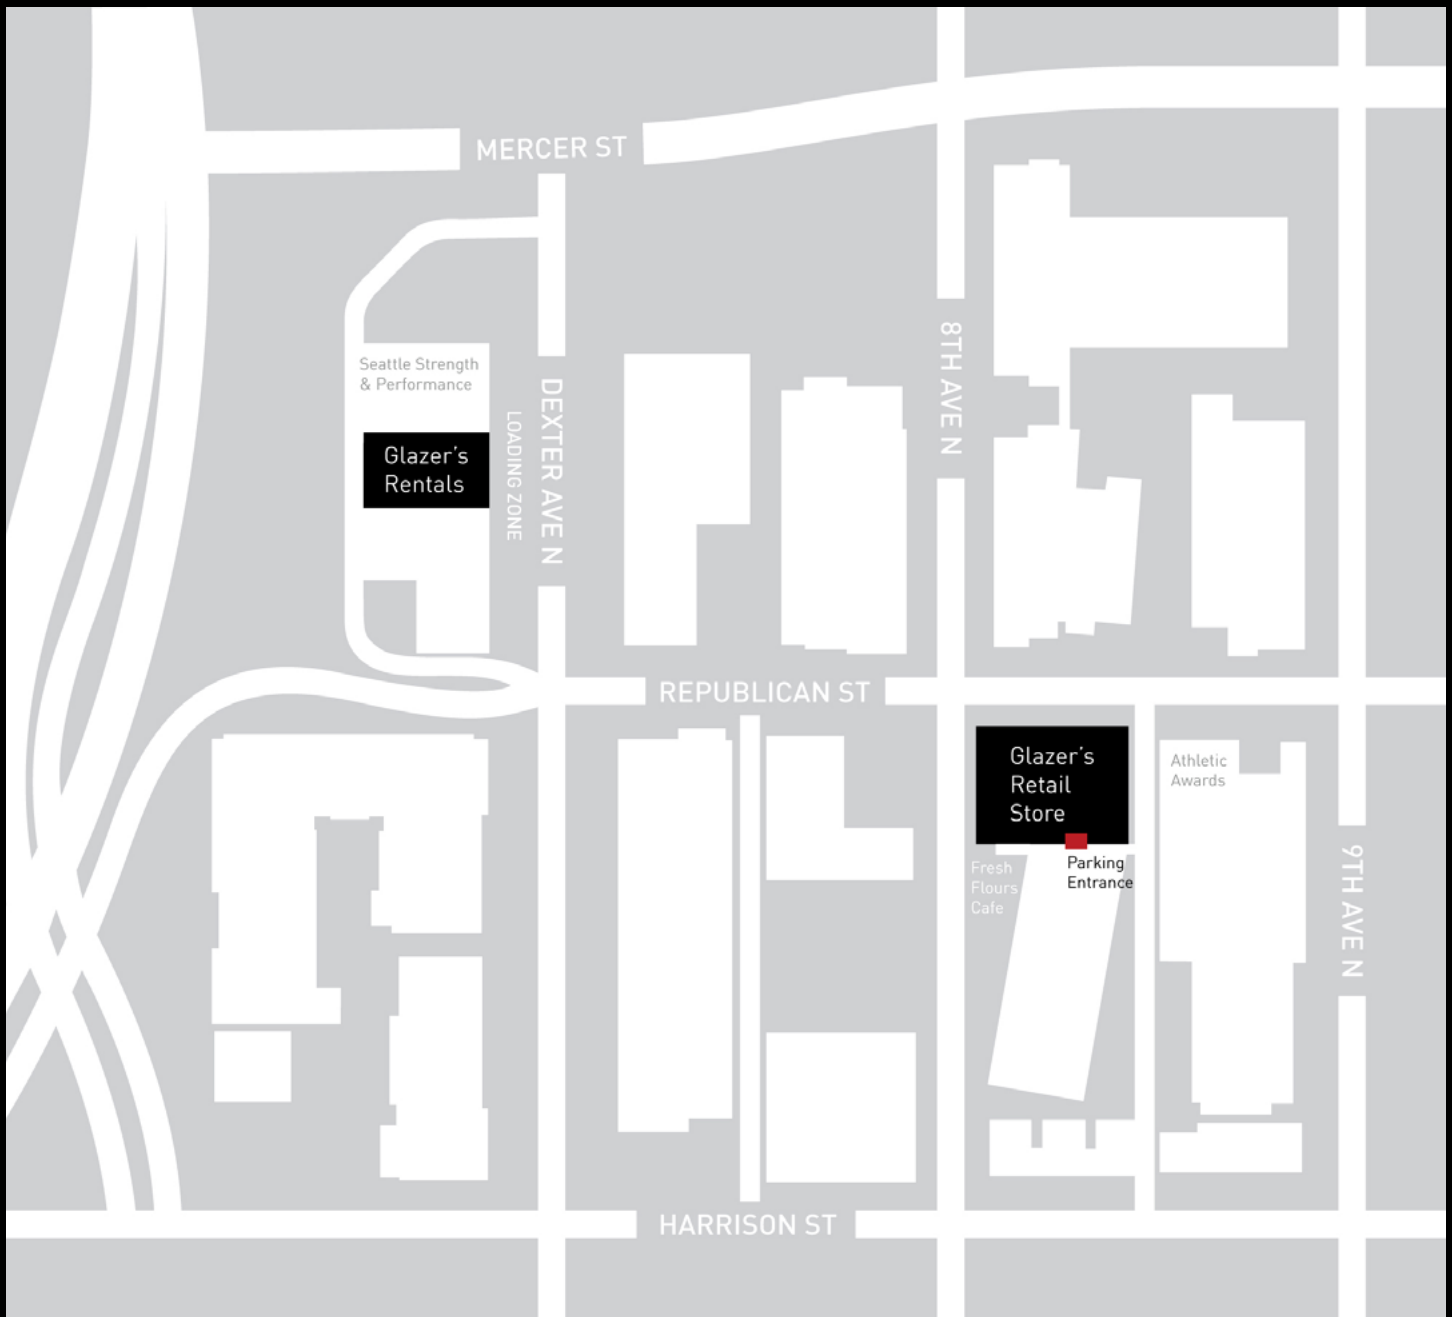 MERCER ST
Seattle Strength
& Performance
Glazer's
Rentals
LOADING ZONE
DEXTER AVE N
8TH AVE N
REPUBLICAN ST
Glazer's
Retail
Store
Athletic
Awards
Parking
Entrance
Fresh
Flours
Cafe
9TH AVE N
HARRISON ST